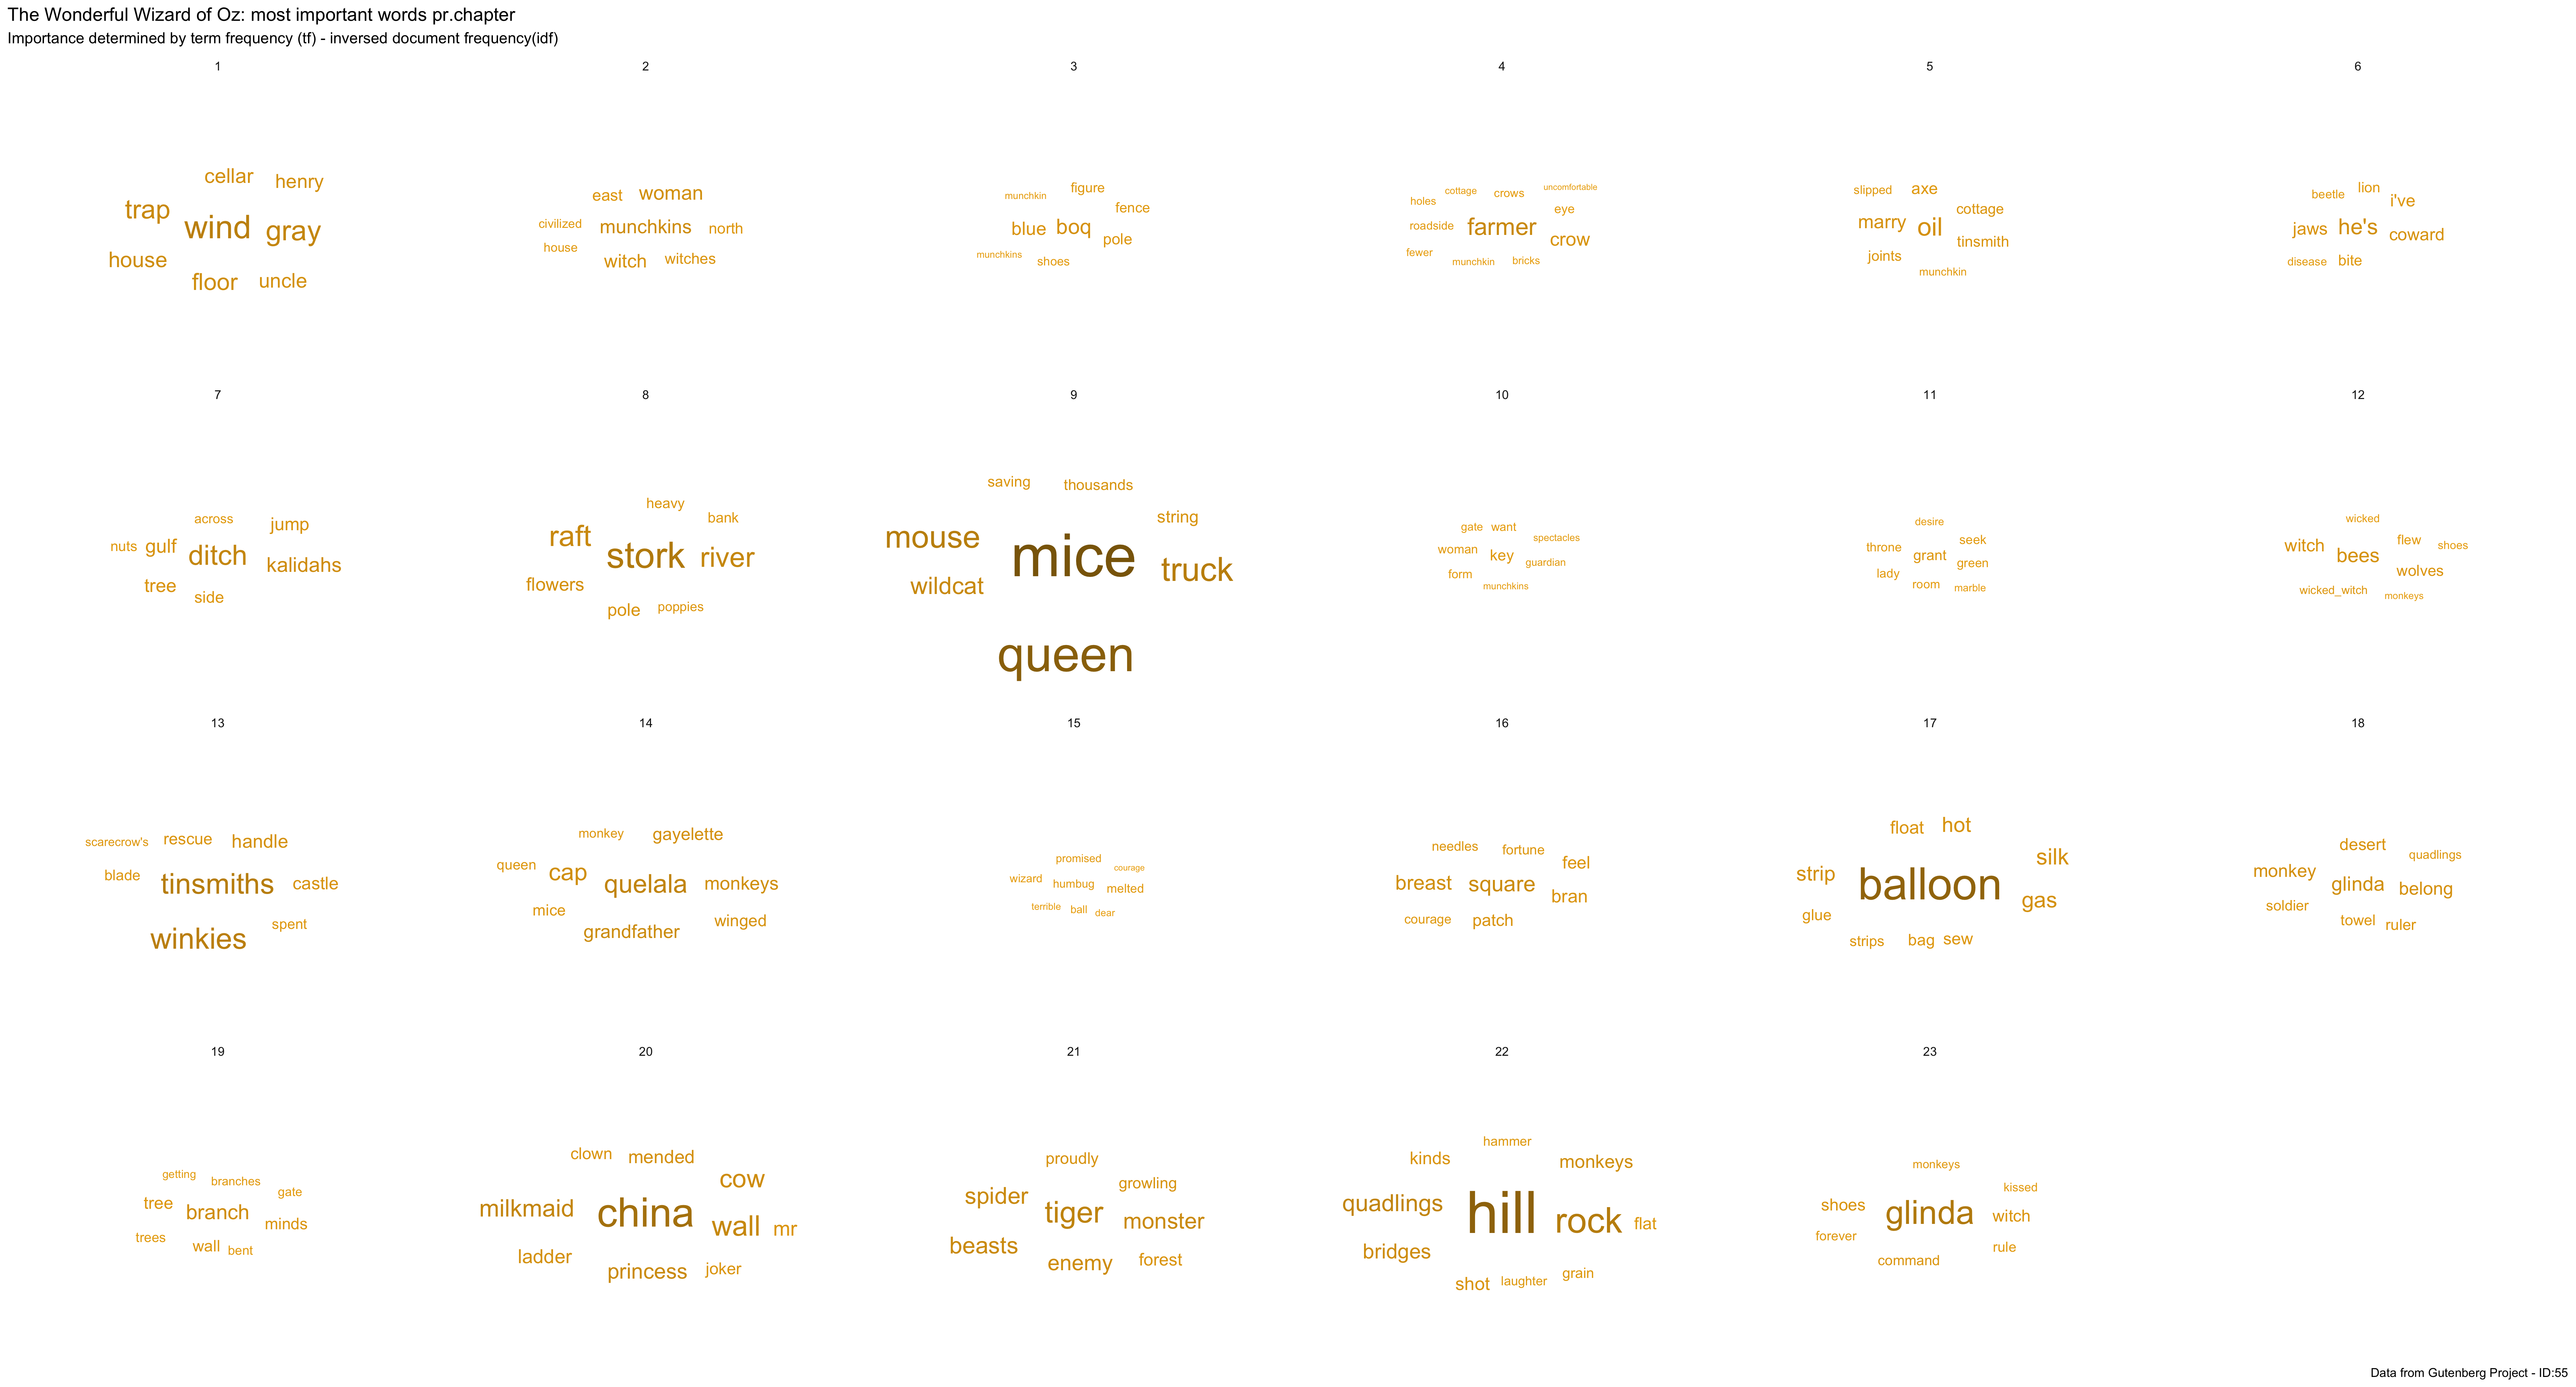 The Wonderful Wizard of Oz: most important words pr.chapter
Importance determined by term frequency (tf) - inversed document frequency(idf)
1
cellar henry
trap
wind gray
house
floor uncle
2
east woman
civilized munchkins north
house
witch witches
3
munchkin figure
fence
blue boq
pole
munchkins shoes
4
cottage crows uncomfortable
holes eye
roadside farmer
crow
fewer
munchkin bricks
5
slipped axe
cottage
marry oil
tinsmith
joints
munchkin
6
beetle lion
i've
jaws he's coward
disease bite
7
across jump
nuts gulf ditch
kalidahs
tree
side
8
heavy
bank
raft
stork river
flowers
pole poppies
9
saving thousands
string
mouse mice
truck
wildcat
queen
10
gate want
spectacles
woman key
guardian
form
munchkins
11
desire
throne seek
grant
green
lady
room marble
12
wicked
witch flew shoes
bees
wolves
wicked_witch monkeys
13
scarecrow's rescue handle
blade tinsmiths castle
spent
winkies
14
monkey gayelette
queen cap
quelala monkeys
mice
winged
grandfather
15
promised
courage
wizard humbug melted
terrible ball dear
16
needles fortune
feel
breast square
bran
courage patch
17
float hot
silk
strip
balloon gas
glue
strips bag sew
18
desert
quadlings
monkey
glinda belong
soldier
towel ruler
19
getting branches
gate
tree branch
minds
trees wall bent
20
clown mended
cow
milkmaid china
wall mr
ladder
princess joker
21
proudly
growling
spider
tiger monster
beasts
enemy forest
22
hammer
kinds monkeys
quadlings hill
rock flat
bridges
shot laughter grain
23
monkeys
kissed
shoes glinda witch
forever
rule
command
Data from Gutenberg Project - ID:55